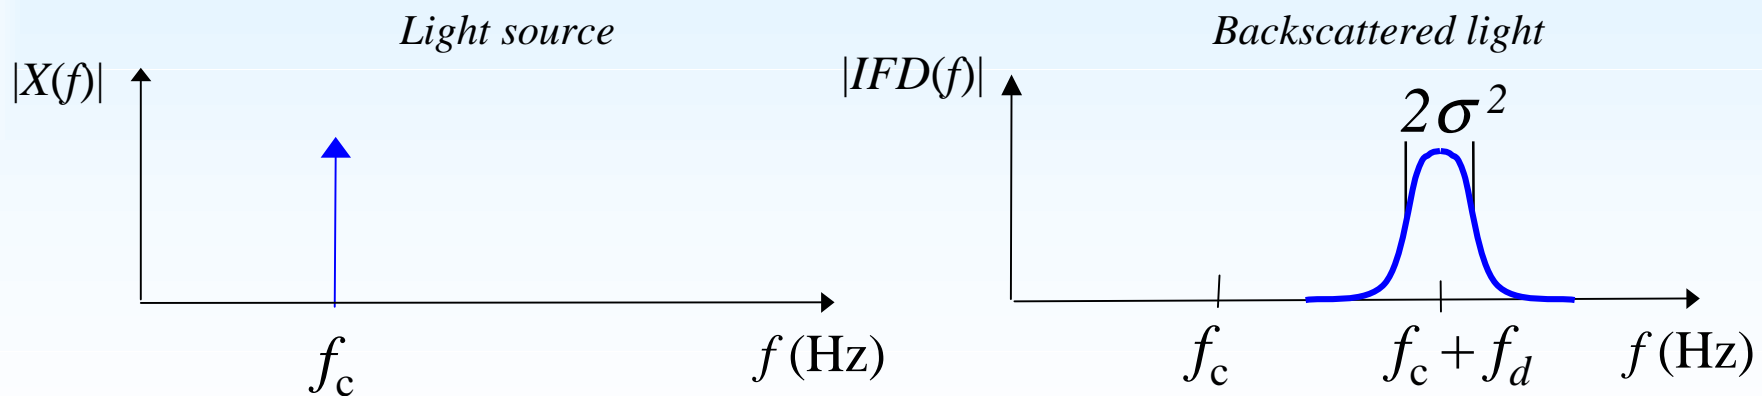 Light source
|X(f)|
f_c
f (Hz)
Backscattered light
|IFD(f)|
2σ²
f_c
f_c + f_d
f (Hz)